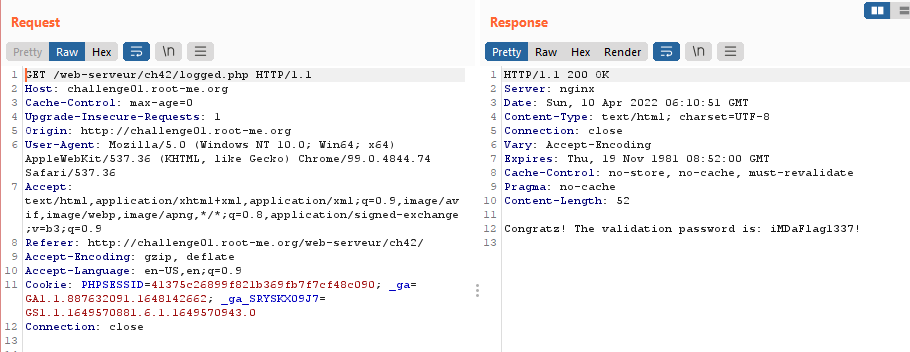 Request
Response
Pretty Raw Hex \n
Pretty Raw Hex Render \n
1 GET /web-serveur/ch42/logged.php HTTP/1.1
2 Host: challenge01.root-me.org
3 Cache-Control: max-age=0
4 Upgrade-Insecure-Requests: 1
5 Origin: http://challenge01.root-me.org
6 User-Agent: Mozilla/5.0 (Windows NT 10.0; Win64; x64)
AppleWebKit/537.36 (KHTML, like Gecko) Chrome/99.0.4844.74
Safari/537.36
7 Accept:
text/html,application/xhtml+xml,application/xml;q=0.9,image/av
if,image/webp,image/apng,*/*;q=0.8,application/signed-exchange
;v=b3;q=0.9
8 Referer: http://challenge01.root-me.org/web-serveur/ch42/
9 Accept-Encoding: gzip, deflate
10 Accept-Language: en-US,en;q=0.9
11 Cookie: PHPSESSID=41375c26899f821b369fb7f7cf48c090; _ga=
GA1.1.887632091.1648142662; _ga_SRYSKX09J7=
GS1.1.1649570881.6.1.1649570943.0
12 Connection: close
13
1 HTTP/1.1 200 OK
2 Server: nginx
3 Date: Sun, 10 Apr 2022 06:10:51 GMT
4 Content-Type: text/html; charset=UTF-8
5 Connection: close
6 Vary: Accept-Encoding
7 Expires: Thu, 19 Nov 1981 08:52:00 GMT
8 Cache-Control: no-store, no-cache, must-revalidate
9 Pragma: no-cache
10 Content-Length: 52
11
12 Congratz! The validation password is: iMDaFlag1337!
13